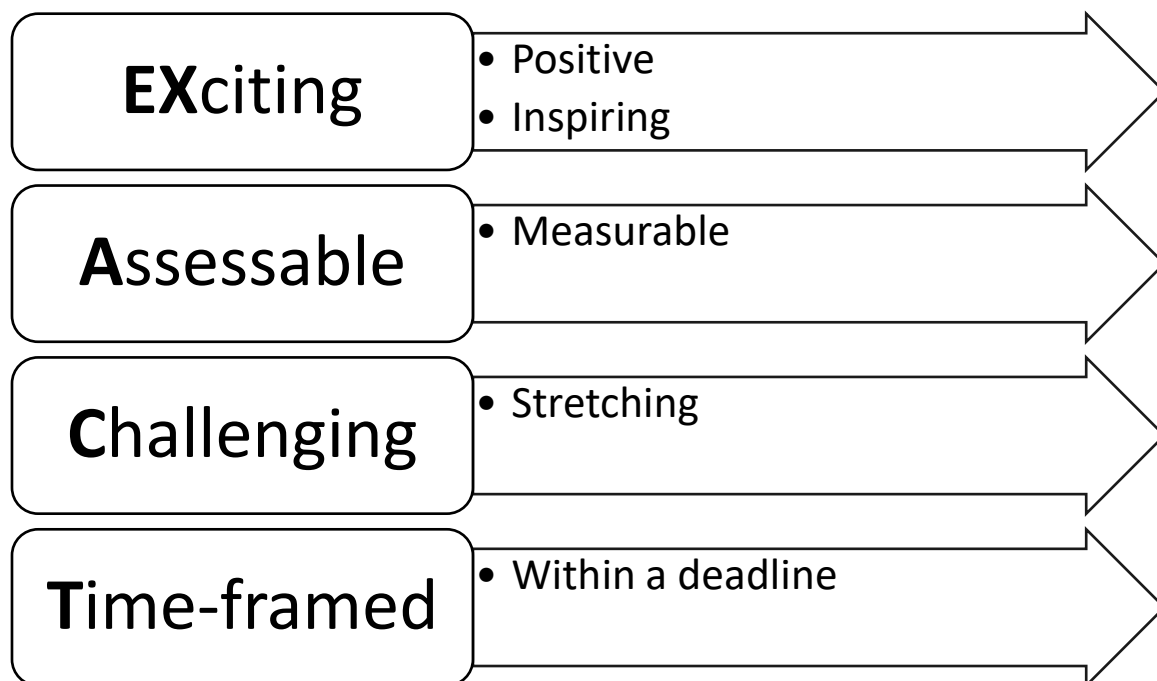 EXciting
• Positive
• Inspiring
Assessable
• Measurable
Challenging
• Stretching
Time-framed
• Within a deadline